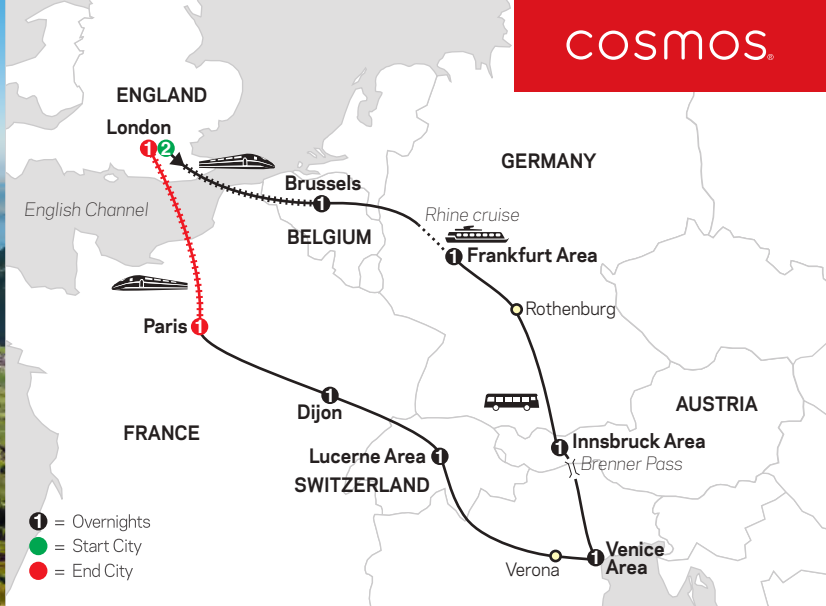 COSMOS®
ENGLAND
London
1 2
GERMANY
Brussels
1
English Channel
Rhine cruise
BELGIUM
1 Frankfurt Area
Rothenburg
Paris 1
1
Dijon
AUSTRIA
FRANCE
1 Innsbruck Area
Lucerne Area 1
Brenner Pass
SWITZERLAND
1 = Overnights
= Start City
= End City
Verona
1 Venice
Area